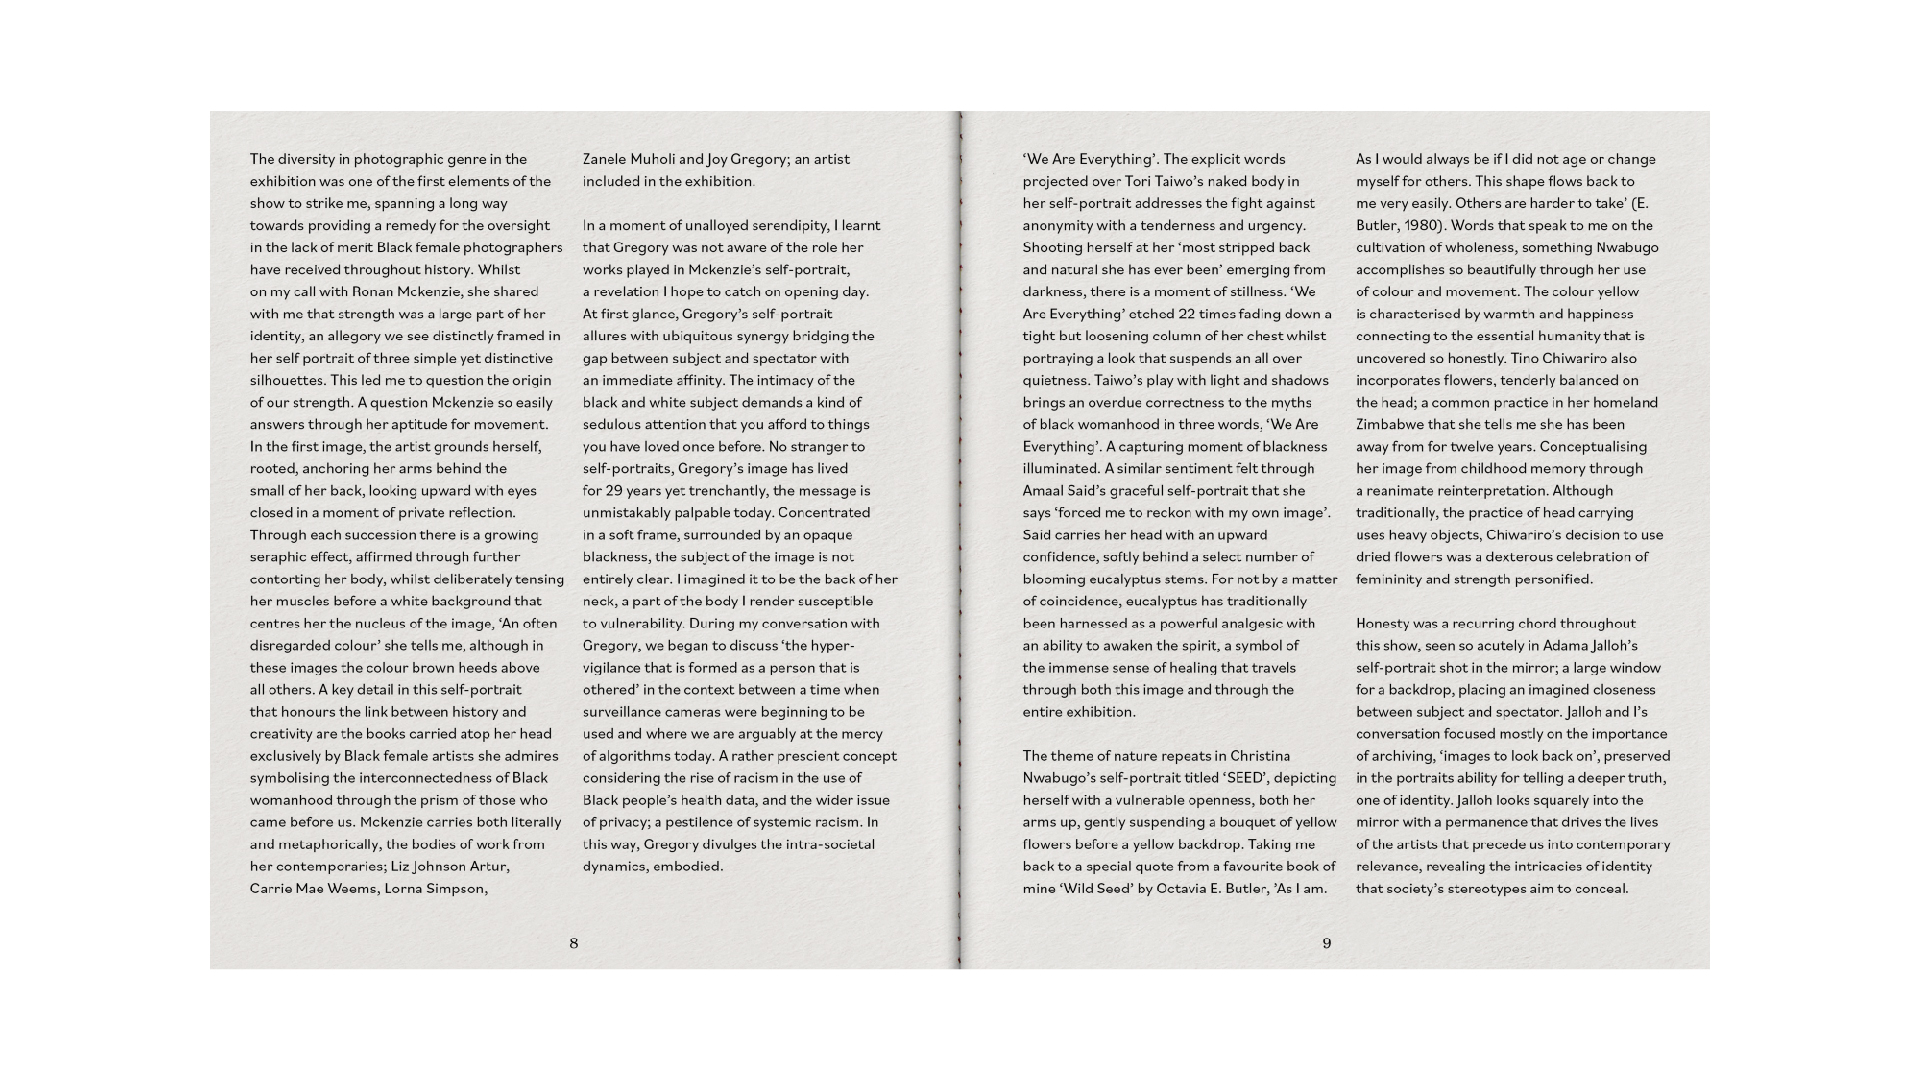 The diversity in photographic genre in the
exhibition was one of the first elements of the
show to strike me, spanning a long way
towards providing a remedy for the oversight
in the lack of merit Black female photographers
have received throughout history. Whilst
on my call with Ronan Mckenzie, she shared
with me that strength was a large part of her
identity, an allegory we see distinctly framed in
her self portrait of three simple yet distinctive
silhouettes. This led me to question the origin
of our strength. A question Mckenzie so easily
answers through her aptitude for movement.
In the first image, the artist grounds herself,
rooted, anchoring her arms behind the
small of her back, looking upward with eyes
closed in a moment of private reflection.
Through each succession there is a growing
seraphic effect, affirmed through further
contorting her body, whilst deliberately tensing
her muscles before a white background that
centres her the nucleus of the image, ‘An often
disregarded colour’ she tells me, although in
these images the colour brown heeds above
all others. A key detail in this self-portrait
that honours the link between history and
creativity are the books carried atop her head
exclusively by Black female artists she admires
symbolising the interconnectedness of Black
womanhood through the prism of those who
came before us. Mckenzie carries both literally
and metaphorically, the bodies of work from
her contemporaries; Liz Johnson Artur,
Carrie Mae Weems, Lorna Simpson,
Zanele Muholi and Joy Gregory; an artist
included in the exhibition.
In a moment of unalloyed serendipity, I learnt
that Gregory was not aware of the role her
works played in Mckenzie’s self-portrait,
a revelation I hope to catch on opening day.
At first glance, Gregory’s self-portrait
allures with ubiquitous synergy bridging the
gap between subject and spectator with
an immediate affinity. The intimacy of the
black and white subject demands a kind of
sedulous attention that you afford to things
you have loved once before. No stranger to
self-portraits, Gregory’s image has lived
for 29 years yet trenchantly, the message is
unmistakably palpable today. Concentrated
in a soft frame, surrounded by an opaque
blackness, the subject of the image is not
entirely clear. I imagined it to be the back of her
neck, a part of the body I render susceptible
to vulnerability. During my conversation with
Gregory, we began to discuss ‘the hyper-
vigilance that is formed as a person that is
othered’ in the context between a time when
surveillance cameras were beginning to be
used and where we are arguably at the mercy
of algorithms today. A rather prescient concept
considering the rise of racism in the use of
Black people’s health data, and the wider issue
of privacy; a pestilence of systemic racism. In
this way, Gregory divulges the intra-societal
dynamics, embodied.
8
‘We Are Everything’. The explicit words
projected over Tori Taiwo’s naked body in
her self-portrait addresses the fight against
anonymity with a tenderness and urgency.
Shooting herself at her ‘most stripped back
and natural she has ever been’ emerging from
darkness, there is a moment of stillness. ‘We
Are Everything’ etched 22 times fading down a
tight but loosening column of her chest whilst
portraying a look that suspends an all over
quietness. Taiwo’s play with light and shadows
brings an overdue correctness to the myths
of black womanhood in three words, ‘We Are
Everything’. A capturing moment of blackness
illuminated. A similar sentiment felt through
Amaal Said’s graceful self-portrait that she
says ‘forced me to reckon with my own image’.
Said carries her head with an upward
confidence, softly behind a select number of
blooming eucalyptus stems. For not by a matter
of coincidence, eucalyptus has traditionally
been harnessed as a powerful analgesic with
an ability to awaken the spirit, a symbol of
the immense sense of healing that travels
through both this image and through the
entire exhibition.
The theme of nature repeats in Christina
Nwabugo’s self-portrait titled ‘SEED’, depicting
herself with a vulnerable openness, both her
arms up, gently suspending a bouquet of yellow
flowers before a yellow backdrop. Taking me
back to a special quote from a favourite book of
mine ‘Wild Seed’ by Octavia E. Butler, ’As I am.
As I would always be if I did not age or change
myself for others. This shape flows back to
me very easily. Others are harder to take’ (E.
Butler, 1980). Words that speak to me on the
cultivation of wholeness, something Nwabugo
accomplishes so beautifully through her use
of colour and movement. The colour yellow
is characterised by warmth and happiness
connecting to the essential humanity that is
uncovered so honestly. Tino Chiwariro also
incorporates flowers, tenderly balanced on
the head; a common practice in her homeland
Zimbabwe that she tells me she has been
away from for twelve years. Conceptualising
her image from childhood memory through
a reanimate reinterpretation. Although
traditionally, the practice of head carrying
uses heavy objects, Chiwariro’s decision to use
dried flowers was a dexterous celebration of
femininity and strength personified.
Honesty was a recurring chord throughout
this show, seen so acutely in Adama Jalloh’s
self-portrait shot in the mirror; a large window
for a backdrop, placing an imagined closeness
between subject and spectator. Jalloh and I’s
conversation focused mostly on the importance
of archiving, ‘images to look back on’, preserved
in the portraits ability for telling a deeper truth,
one of identity. Jalloh looks squarely into the
mirror with a permanence that drives the lives
of the artists that precede us into contemporary
relevance, revealing the intricacies of identity
that society’s stereotypes aim to conceal.
9